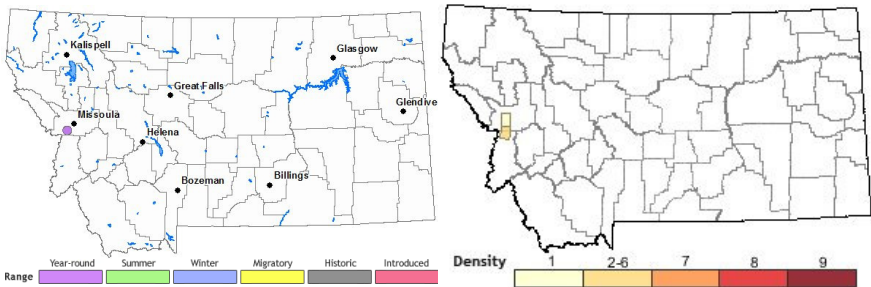 Kalispell
Glasgow
Great Falls
Glendive
Missoula
Helena
Bozeman
Billings
Range Year-round Summer Winter Migratory Historic Introduced
Density 1 2-6 7 8 9